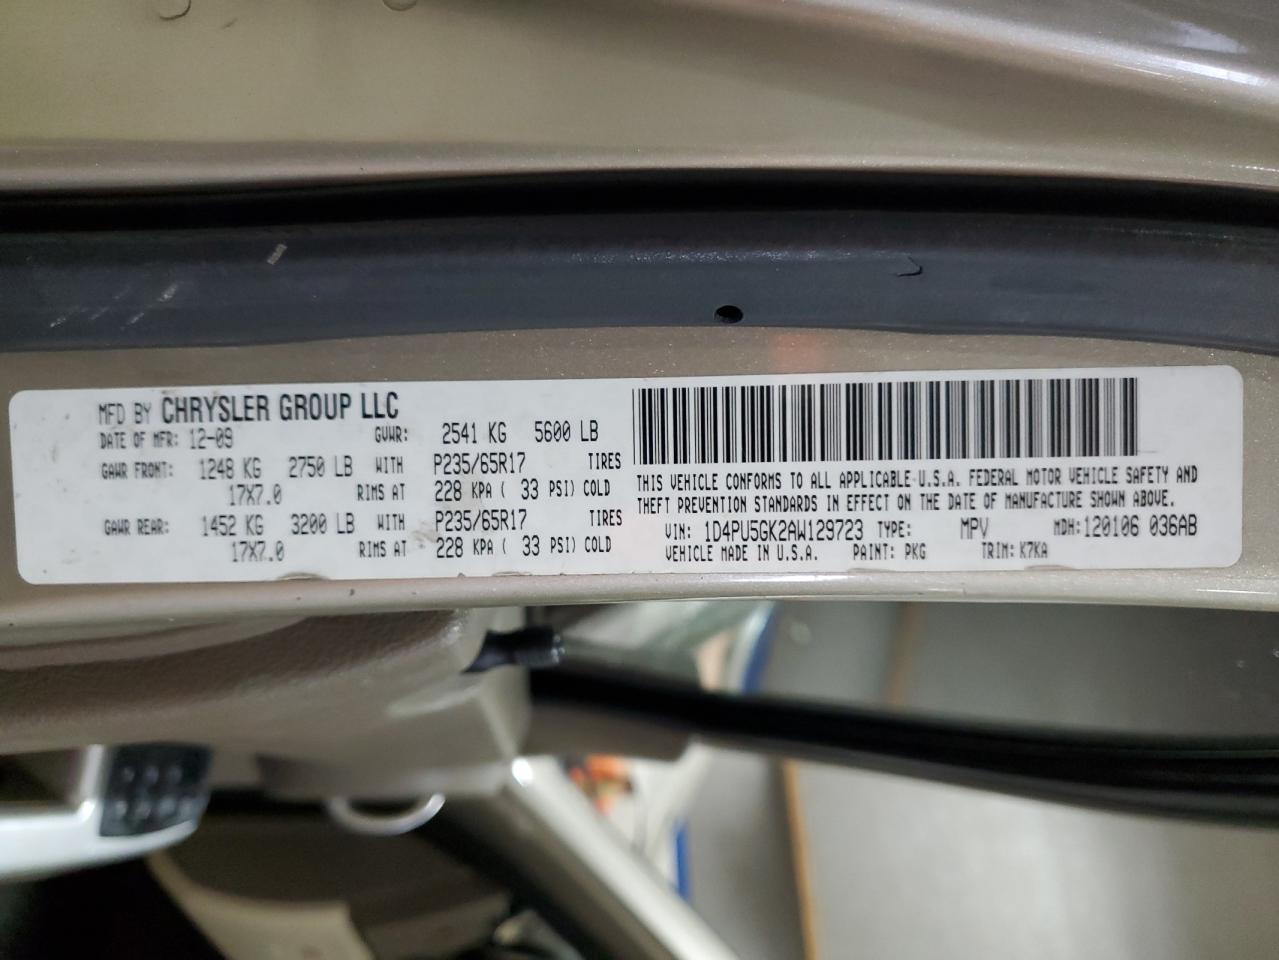 MFD BY CHRYSLER GROUP LLC
DATE OF MFR: 12-09 GVWR: 2541 KG 5600 LB
GAWR FRONT: 1248 KG 2750 LB WITH P235/65R17 TIRES
17X7.0 RIMS AT 228 KPA ( 33 PSI) COLD
GAWR REAR: 1452 KG 3200 LB WITH P235/65R17 TIRES
17X7.0 RIMS AT 228 KPA ( 33 PSI) COLD
THIS VEHICLE CONFORMS TO ALL APPLICABLE U.S.A. FEDERAL MOTOR VEHICLE SAFETY AND
THEFT PREVENTION STANDARDS IN EFFECT ON THE DATE OF MANUFACTURE SHOWN ABOVE.
VIN: 1D4PU5GK2AW129723 TYPE: MPV MDH: 120106 036AB
VEHICLE MADE IN U.S.A. PAINT: PKG TRIM: K7KA